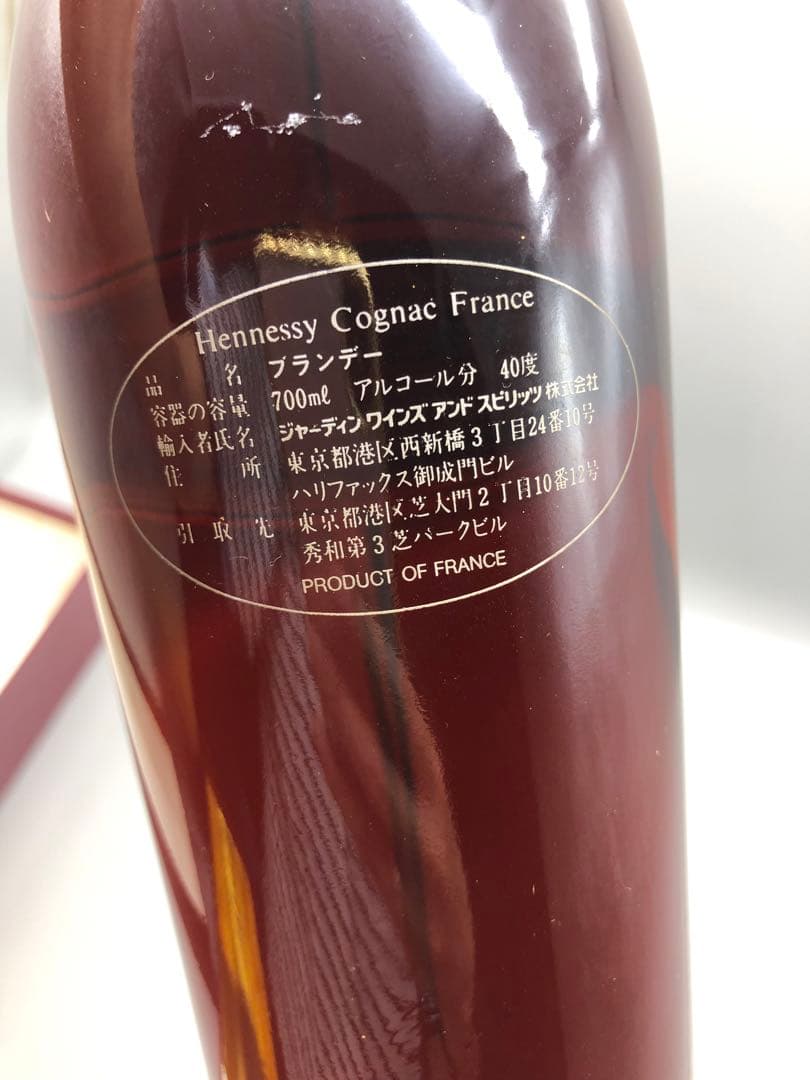 Hennessy Cognac France
品名 ブランデー
容器の容量 700ml アルコール分 40度
輸入者氏名 ジャーディン ワインズ アンド スピリッツ 株式会社
住所 東京都港区西新橋3丁目24番10号
ハリファックス御成門ビル
引取先 東京都港区芝大門2丁目10番12号
秀和第3芝パークビル
PRODUCT OF FRANCE